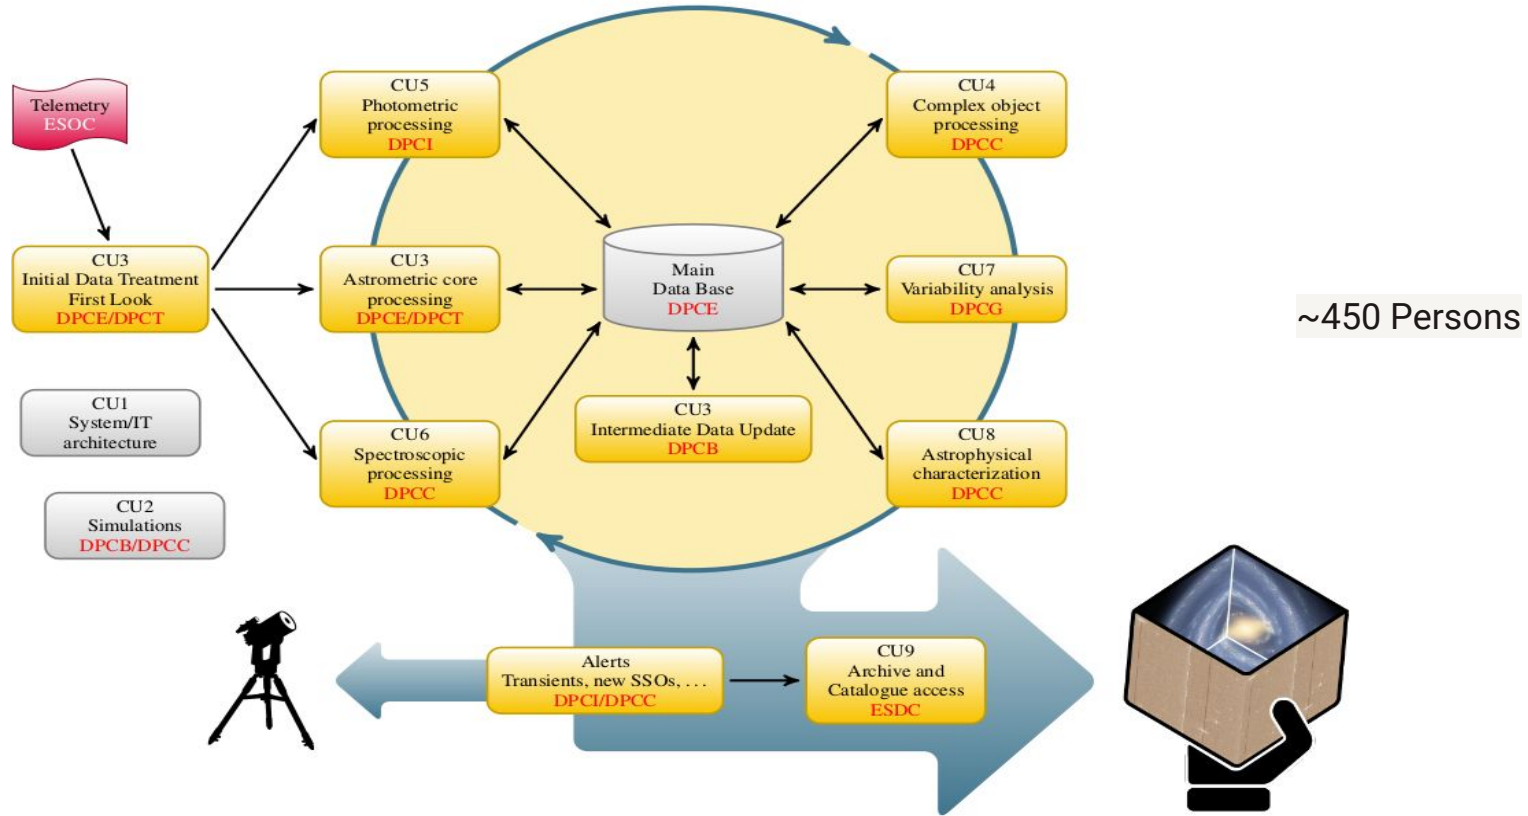 Telemetry
ESOC
CU3
Initial Data Treatment
First Look
DPCE/DPCT
CU1
System/IT
architecture
CU2
Simulations
DPCB/DPCC
CU5
Photometric
processing
DPCI
CU3
Astrometric core
processing
DPCE/DPCT
CU6
Spectroscopic
processing
DPCC
Main
Data Base
DPCE
CU3
Intermediate Data Update
DPCB
CU4
Complex object
processing
DPCC
CU7
Variability analysis
DPCG
CU8
Astrophysical
characterization
DPCC
~450 Persons
Alerts
Transients, new SSOs, . . .
DPCI/DPCC
CU9
Archive and
Catalogue access
ESDC